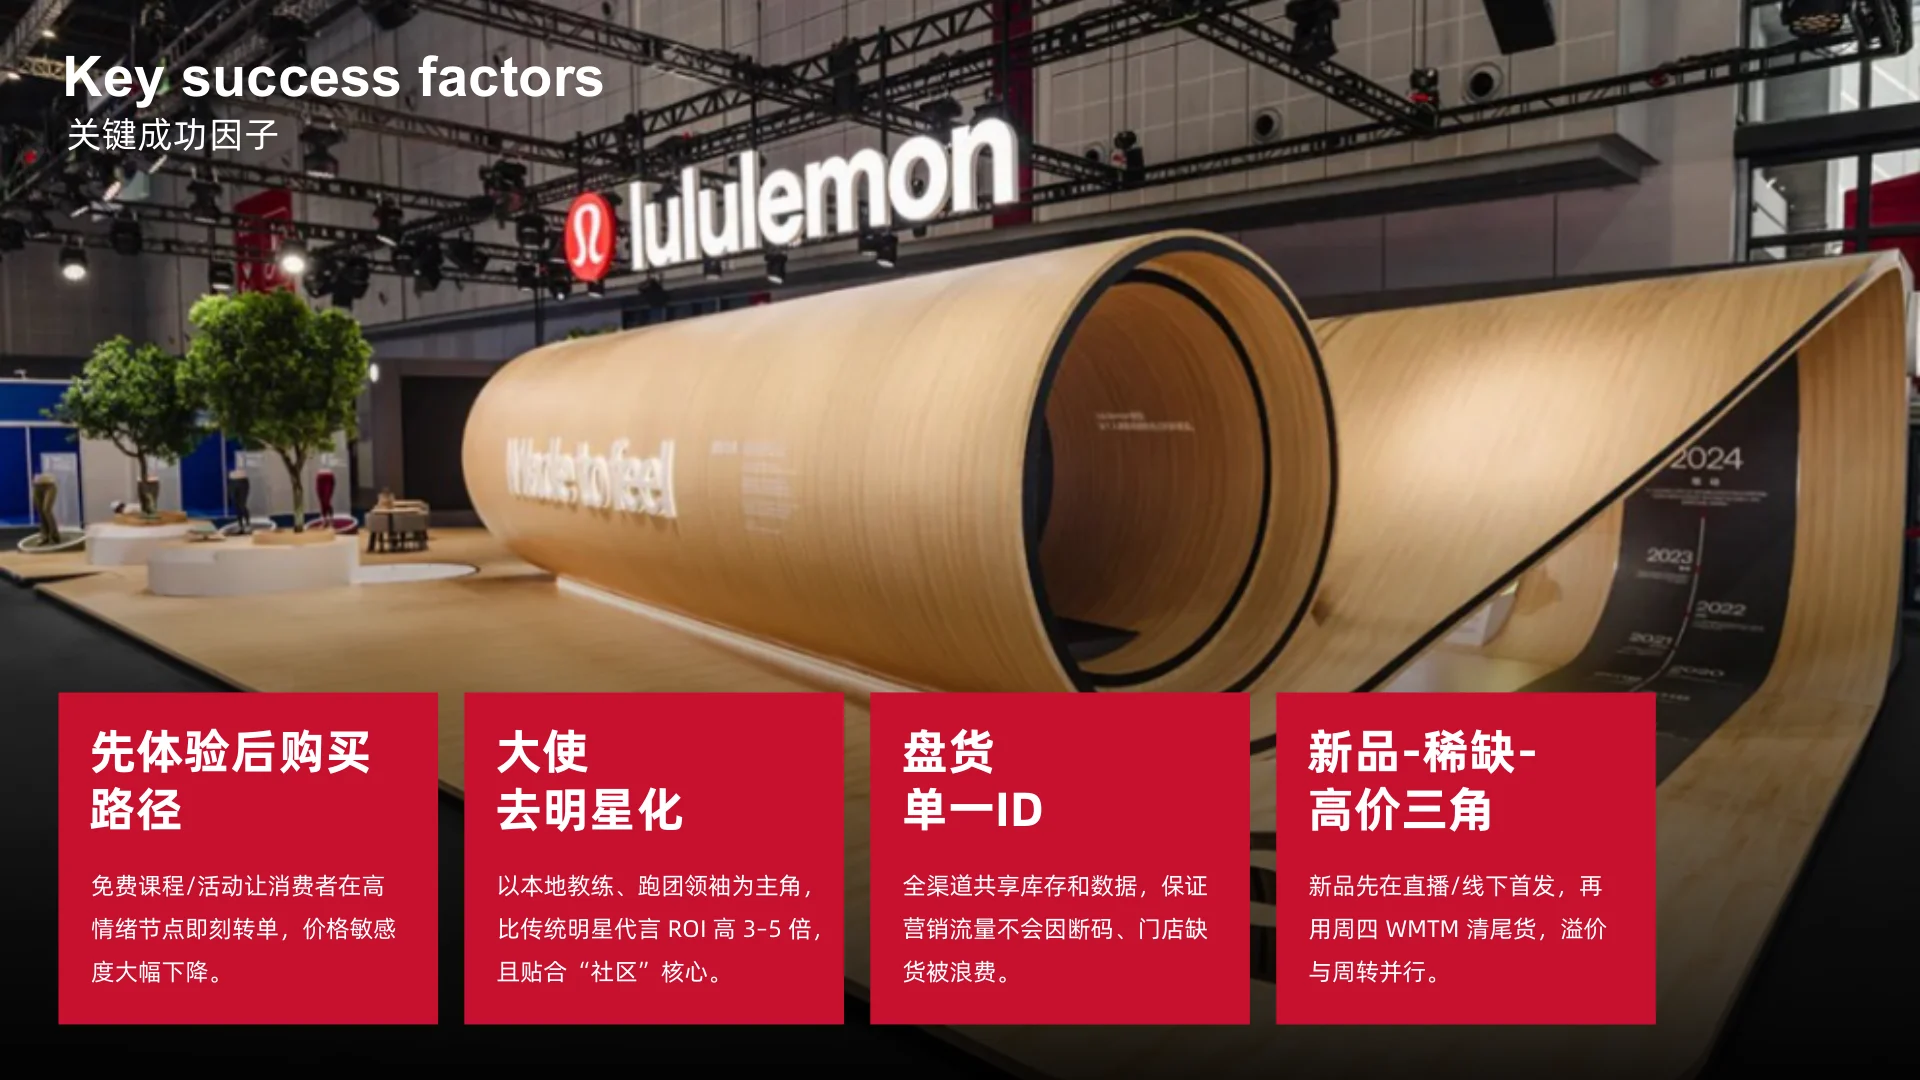 Key success factors
关键成功因子
lululemon
Made to feel
2024
2023
2022
2021
2020
先体验后购买
路径
免费课程/活动让消费者在高
情绪节点即刻转单，价格敏感
度大幅下降。
大使
去明星化
以本地教练、跑团领袖为主角，
比传统明星代言 ROI 高 3–5 倍，
且贴合“社区”核心。
盘货
单一ID
全渠道共享库存和数据，保证
营销流量不会因断码、门店缺
货被浪费。
新品-稀缺-
高价三角
新品先在直播/线下首发，再
用周四 WMTM 清尾货，溢价
与周转并行。